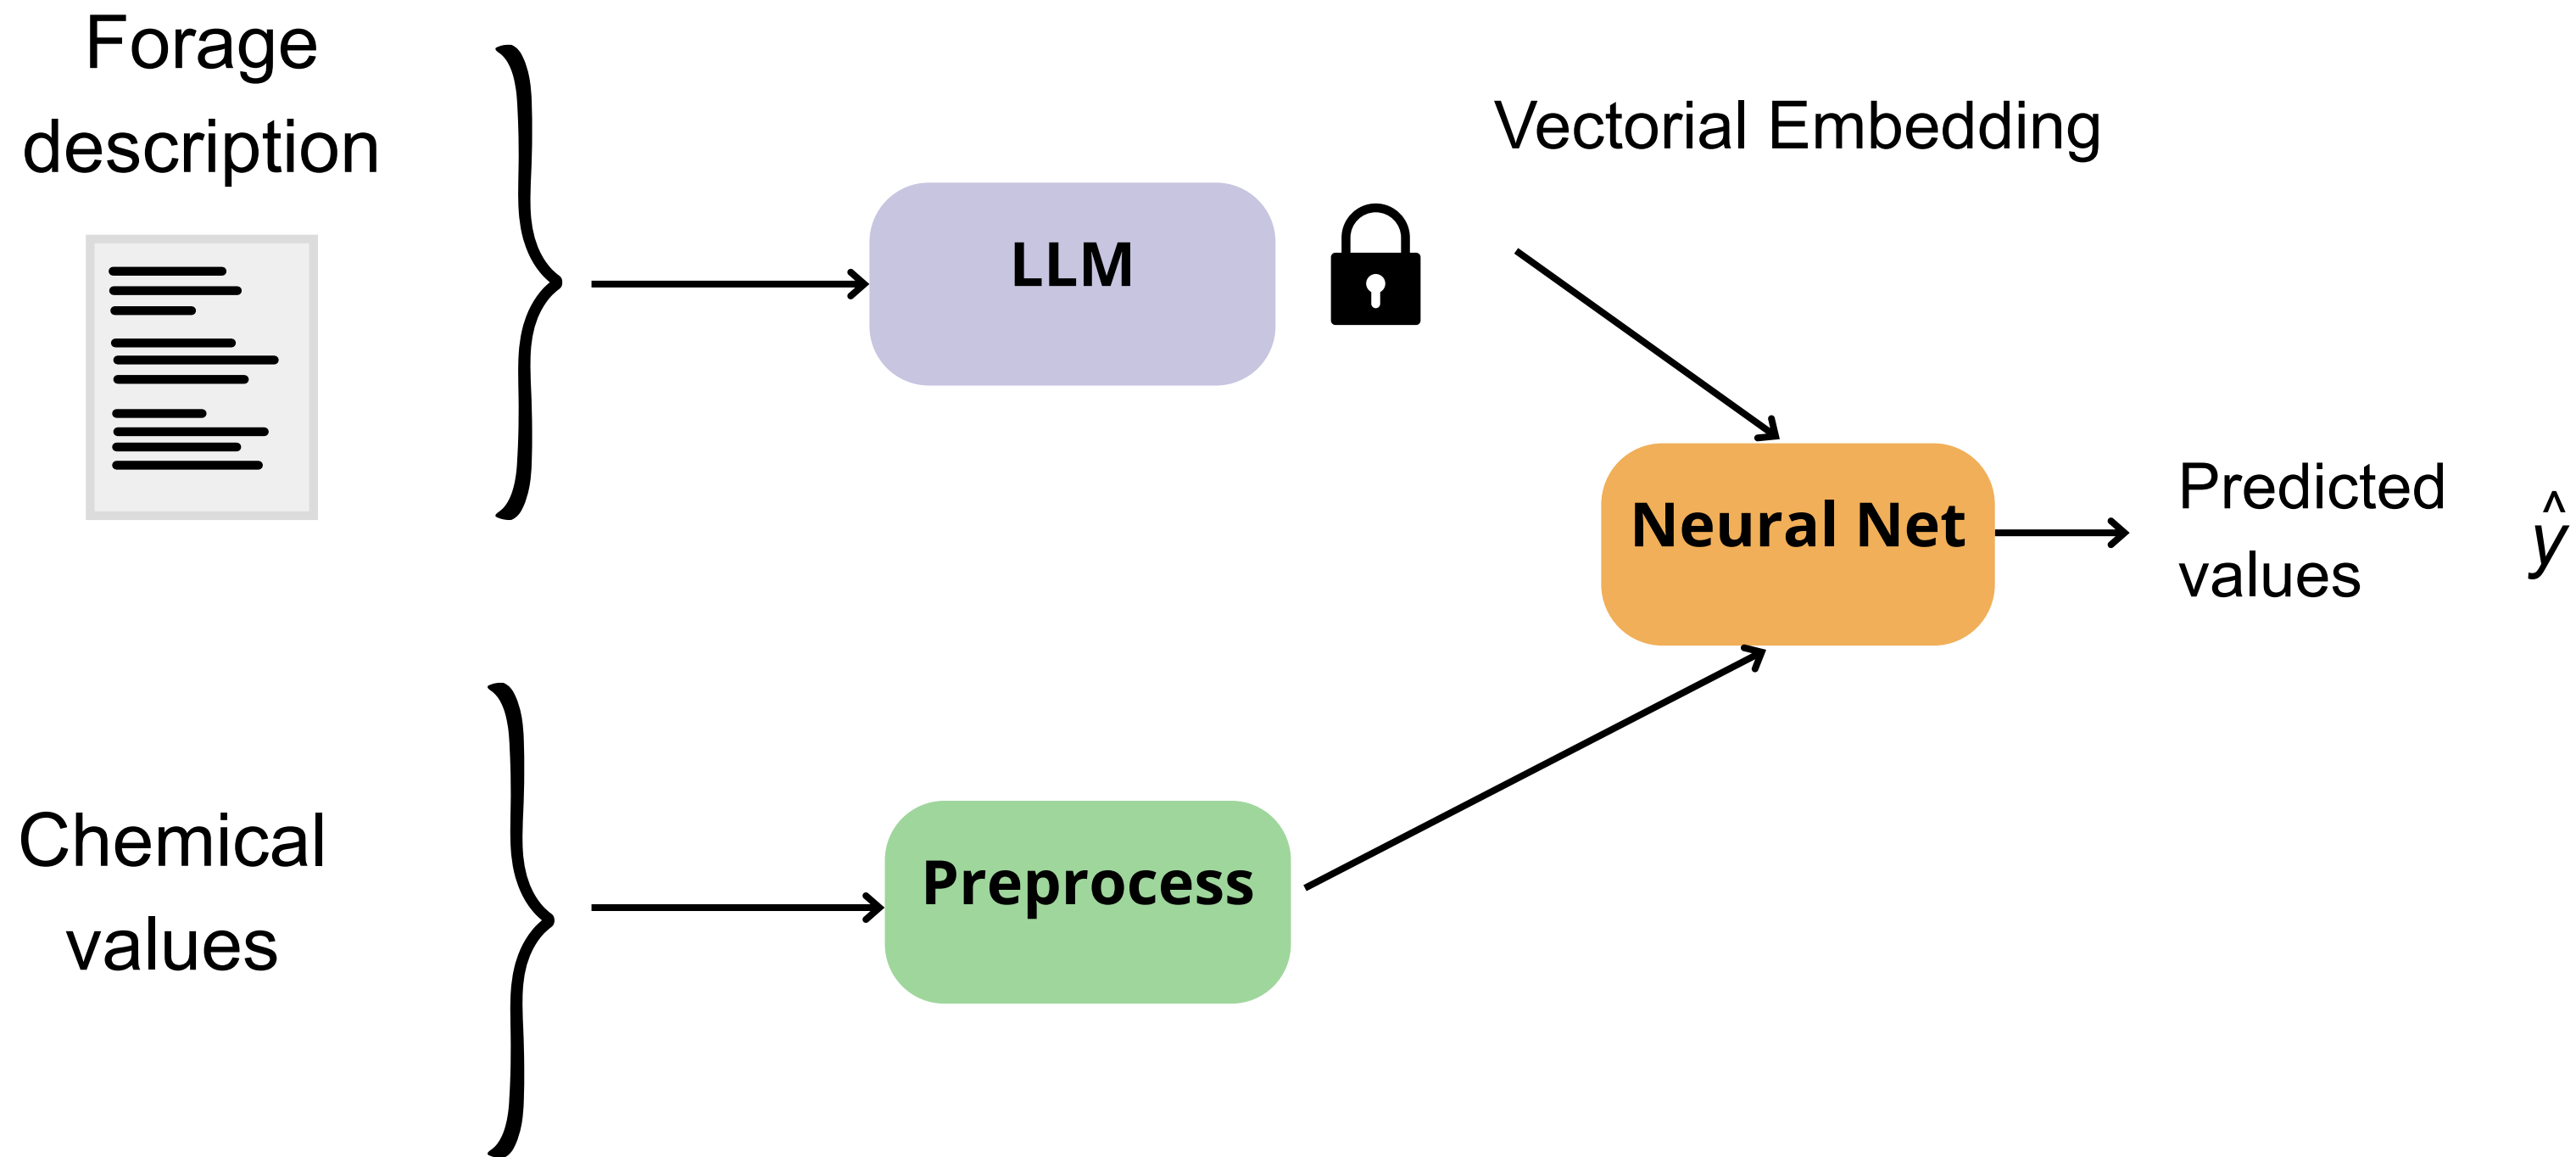 Forage
description
Vectorial Embedding
LLM
Neural Net
Predicted
values
ŷ
Chemical
values
Preprocess